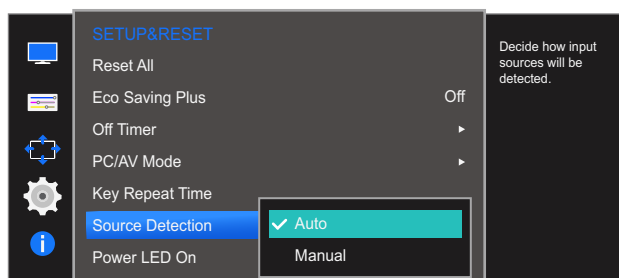 SETUP&RESET
Reset All
Eco Saving Plus Off
Off Timer
PC/AV Mode
Key Repeat Time
Source Detection Auto
Power LED On Manual
Decide how input
sources will be
detected.